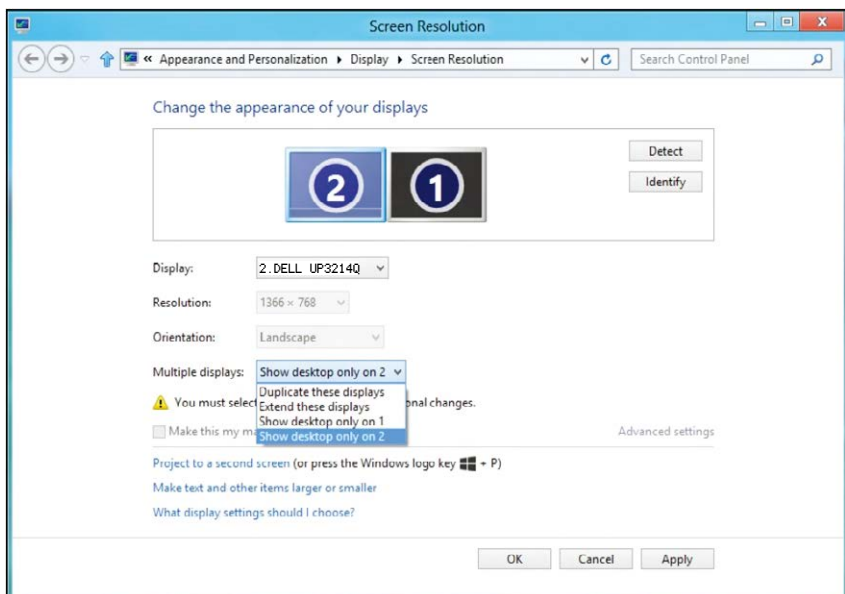 Screen Resolution
« Appearance and Personalization ▸ Display ▸ Screen Resolution
Search Control Panel
Change the appearance of your displays
2
1
Detect
Identify
Display: 2.DELL UP3214Q
Resolution: 1366 × 768
Orientation: Landscape
Multiple displays: Show desktop only on 2
Duplicate these displays
You must selec onal changes.
Extend these displays
Show desktop only on 1
Make this my m
Show desktop only on 2
Advanced settings
Project to a second screen (or press the Windows logo key + P)
Make text and other items larger or smaller
What display settings should I choose?
OK
Cancel
Apply